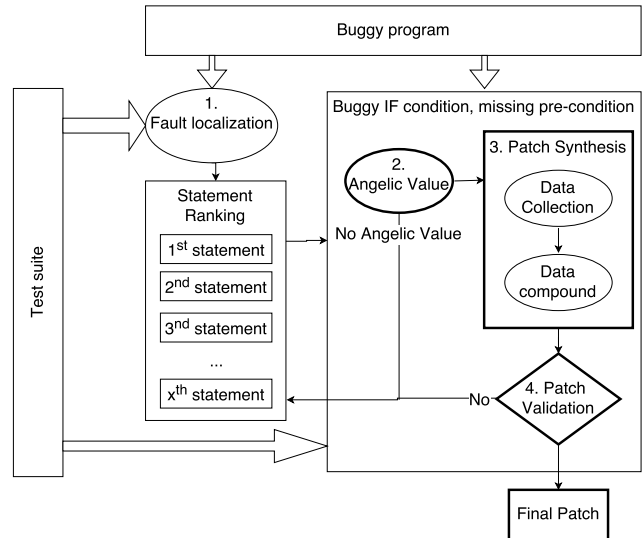 Buggy program
Test suite
1.
Fault localization
Statement
Ranking
1st statement
2nd statement
3nd statement
...
xth statement
Buggy IF condition, missing pre-condition
2.
Angelic Value
No Angelic Value
3. Patch Synthesis
Data
Collection
Data
compound
4. Patch
Validation
No
Final Patch